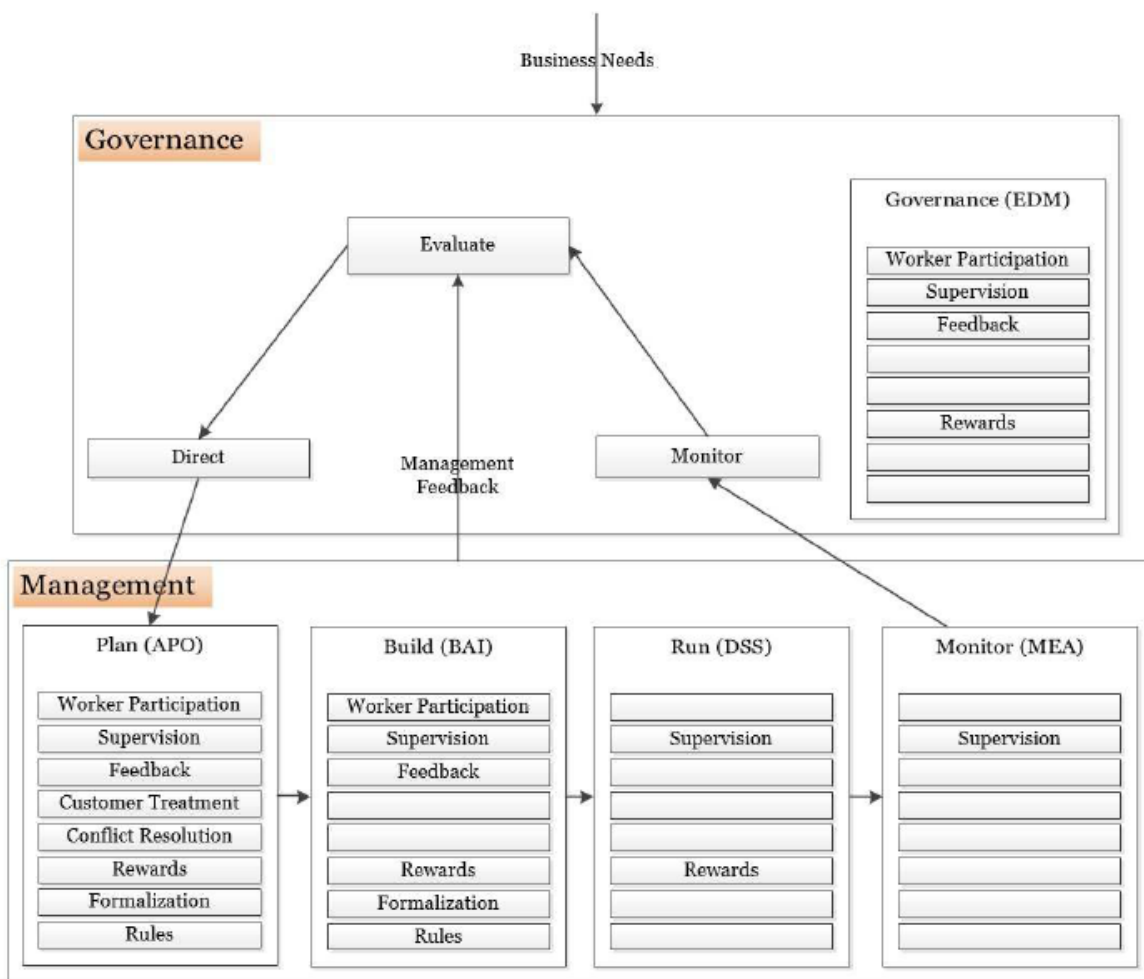 Business Needs
Governance
Governance (EDM)
Evaluate
Worker Participation
Supervision
Feedback
Rewards
Direct
Management
Feedback
Monitor
Management
Plan (APO)
Worker Participation
Supervision
Feedback
Customer Treatment
Conflict Resolution
Rewards
Formalization
Rules
Build (BAI)
Worker Participation
Supervision
Feedback
Rewards
Formalization
Rules
Run (DSS)
Supervision
Rewards
Monitor (MEA)
Supervision